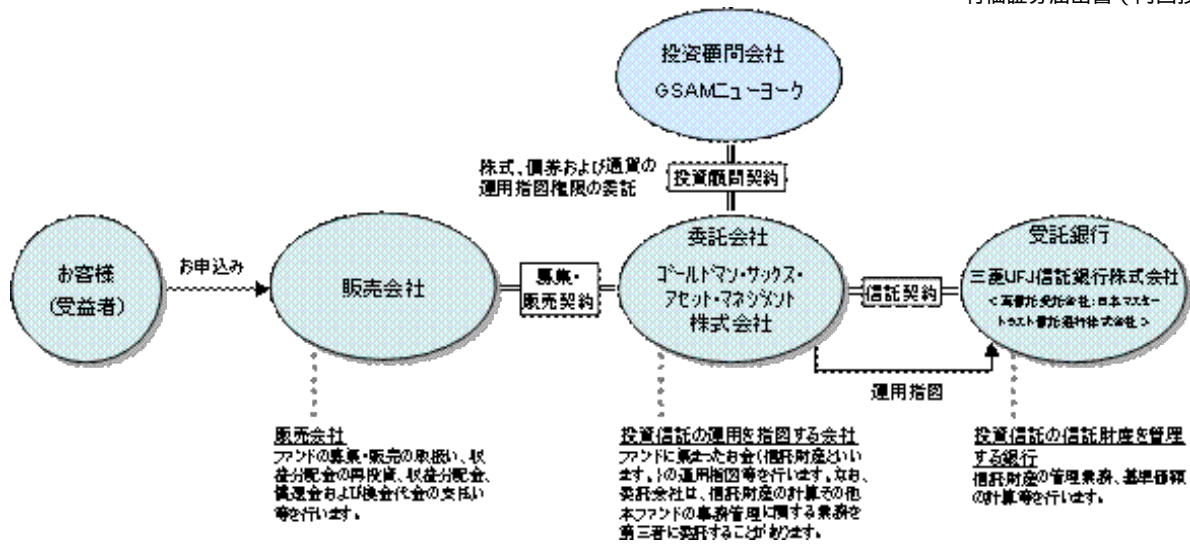 投資顧問会社
GSAMニューヨーク
株式、債券および通貨の
運用指図権限の委託
投資顧問契約
お客様
(受益者)
お申込み
販売会社
募集・
販売契約
委託会社
ゴールドマン・サックス・
アセット・マネジメント
株式会社
信託契約
受託銀行
三菱UFJ信託銀行株式会社
<再信託受託会社:日本マスター
トラスト信託銀行株式会社>
運用指図
販売会社
ファンドの募集・販売の取扱い、収
益分配金の再投資、収益分配金、
償還金および換金代金の支払い
等を行います。
投資信託の運用を指図する会社
ファンドに集まったお金(信託財産といい
ます。)の運用指図等を行います。なお、
委託会社は、信託財産の計算その他
本ファンドの事務管理に関する業務を
第三者に委託することがあります。
投資信託の信託財産を管理
する銀行
信託財産の管理業務、基準価額
の計算等を行います。